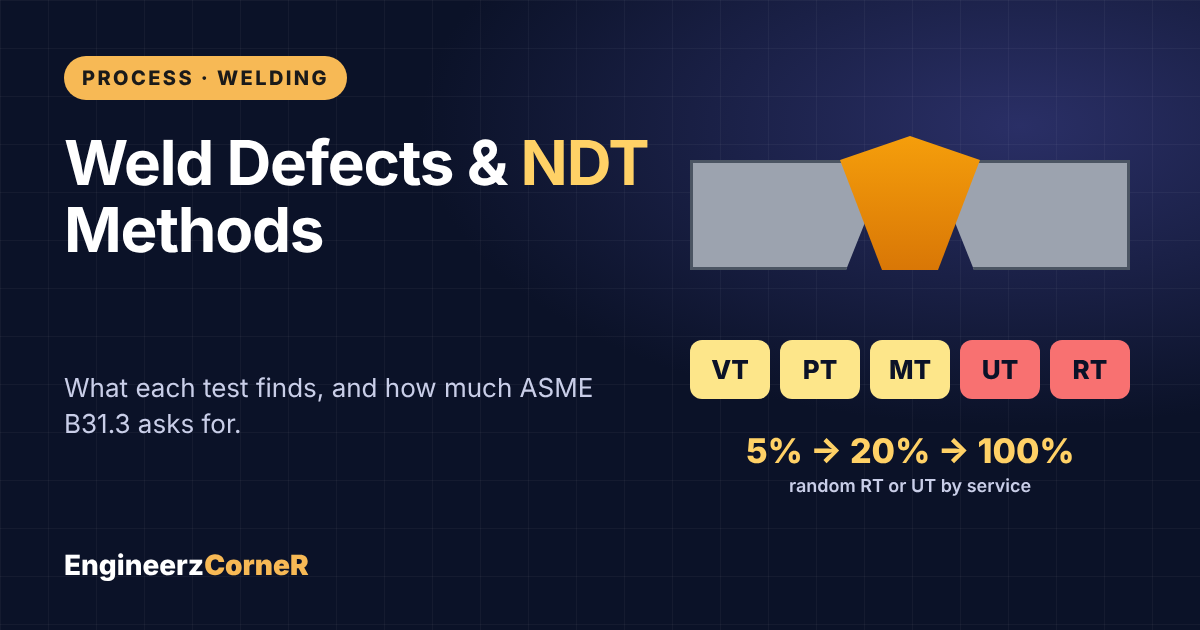 PROCESS · WELDING
Weld Defects & NDT
Methods
What each test finds, and how much ASME
B31.3 asks for.
VT PT MT UT RT
5% → 20% → 100%
random RT or UT by service
EngineerzCorneR